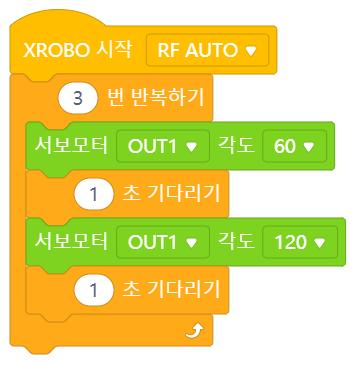 XROBO 시작 RF AUTO
3 번 반복하기
서보모터 OUT1 각도 60
1 초 기다리기
서보모터 OUT1 각도 120
1 초 기다리기